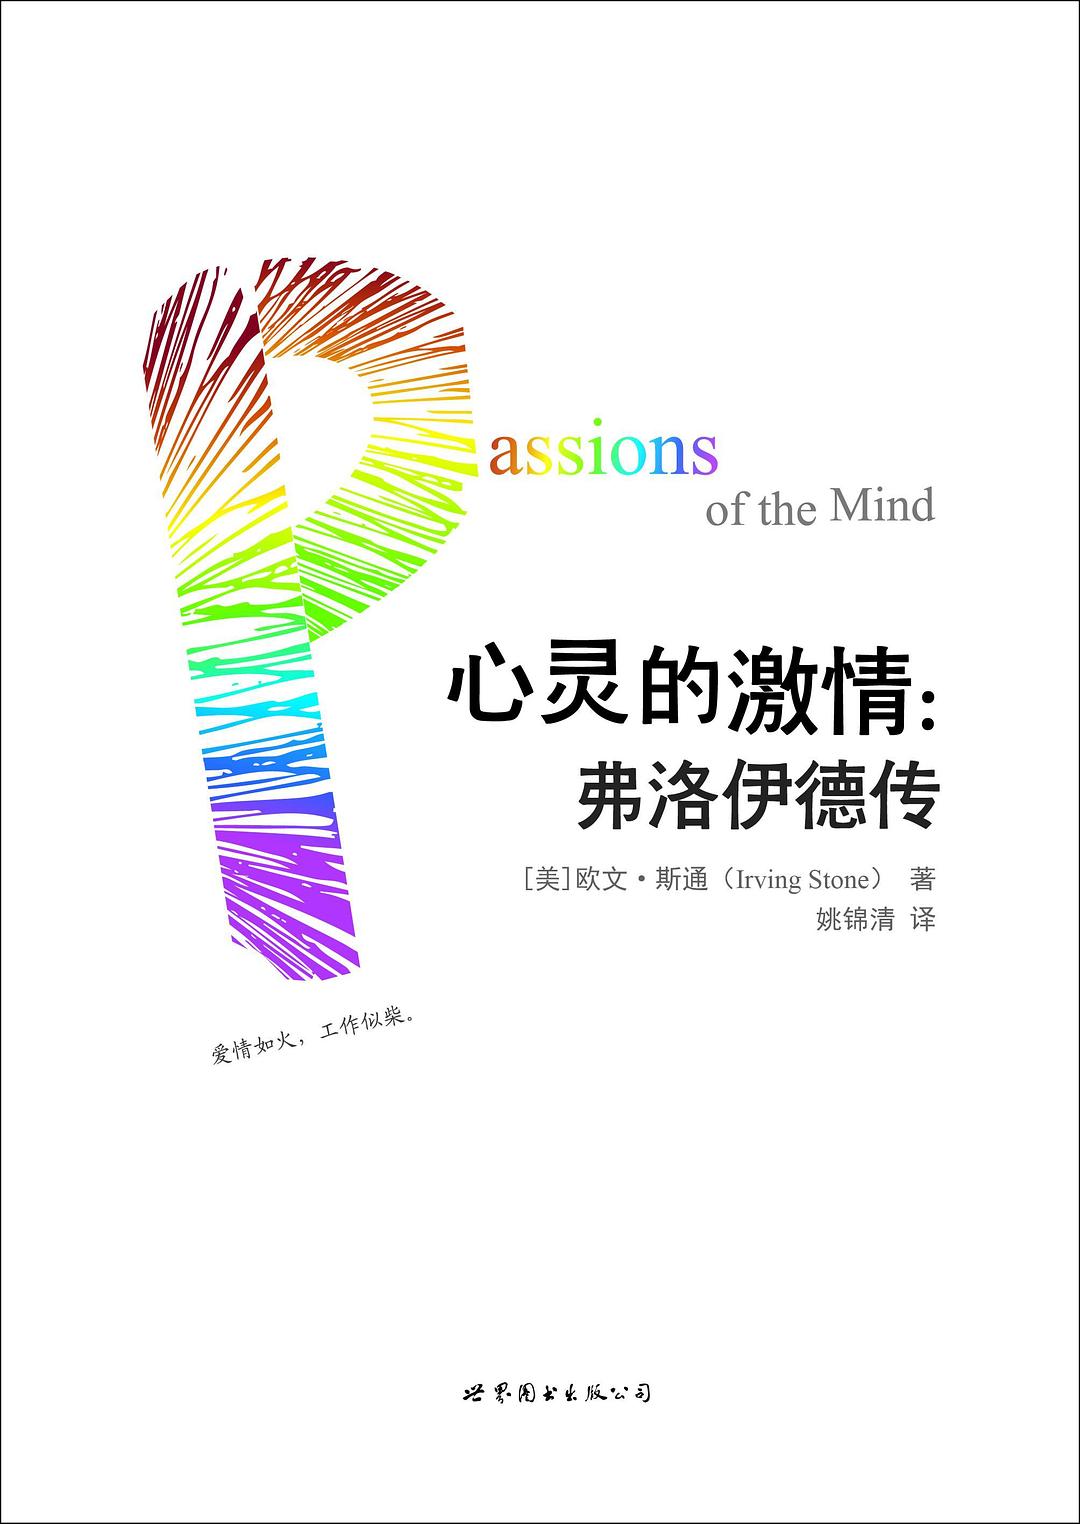 Passions
of the Mind
心灵的激情:
弗洛伊德传
[美]欧文·斯通（Irving Stone） 著
姚锦清 译
爱情如火，工作似柴。
世界图书出版公司